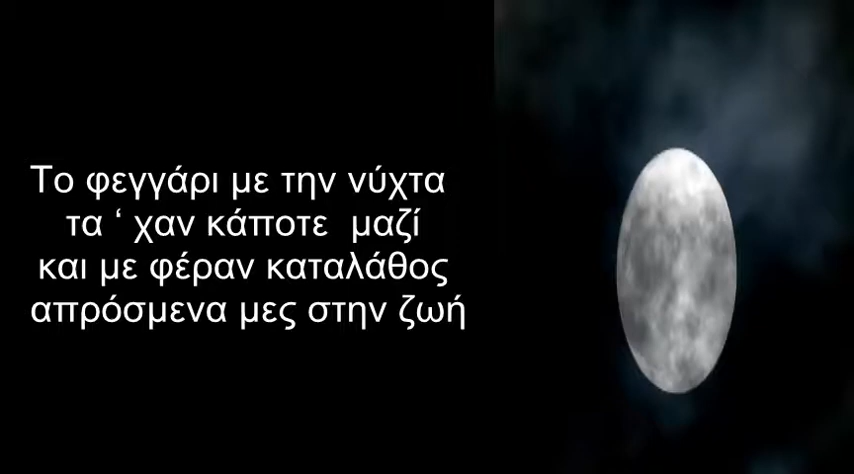 Το φεγγάρι με την νύχτα
τα ‘ χαν κάποτε  μαζί
και με φέραν καταλάθος
απρόσμενα μες στην ζωή